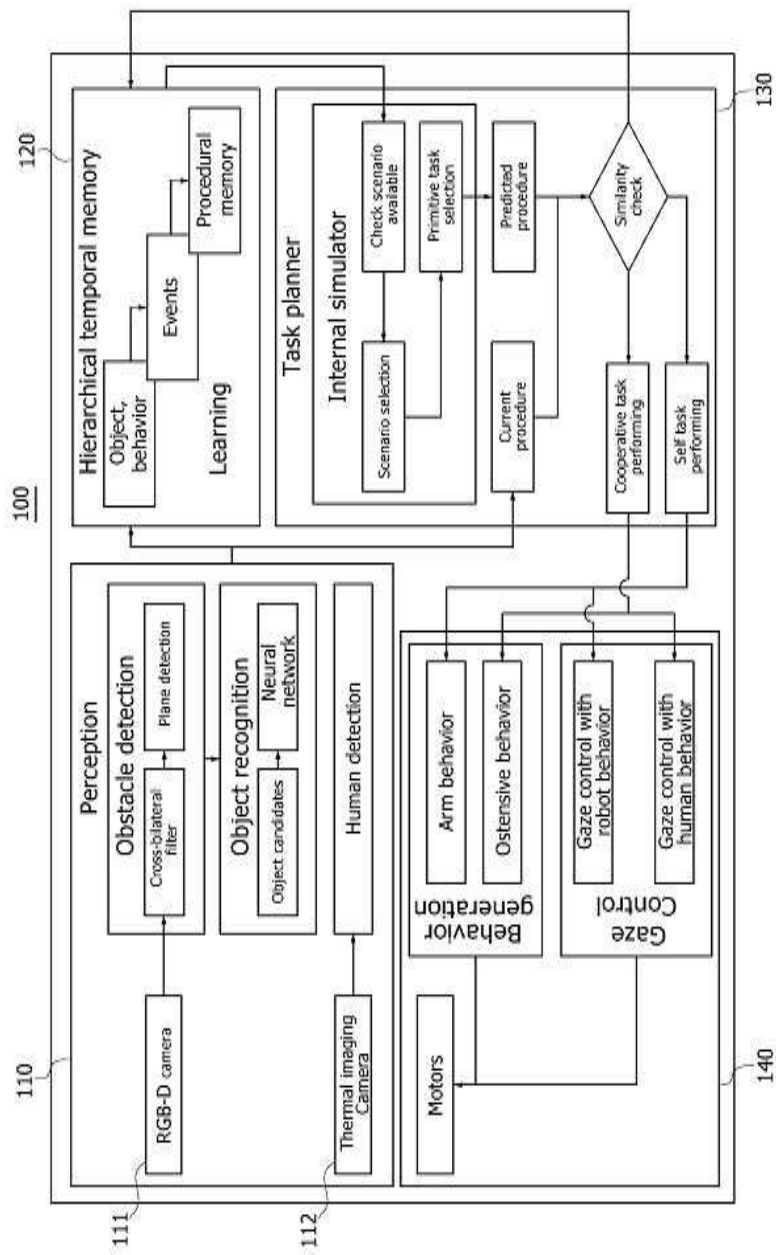 100
110
111
RGB-D camera
112
Thermal imaging
Camera
Perception
Obstacle detection
Cross-bilateral
filter
Plane detection
Object recognition
Object candidates
Neural
network
Human detection
120
Hierarchical temporal memory
Object,
behavior
Events
Procedural
memory
Learning
130
Task planner
Internal simulator
Scenario selection
Check scenario
available
Primitive task
selection
Current
procedure
Predicted
procedure
Similarity
check
Cooperative task
performing
Self task
performing
140
Motors
Behavior
generation
Arm behavior
Ostensive behavior
Gaze
Control
Gaze control with
robot behavior
Gaze control with
human behavior